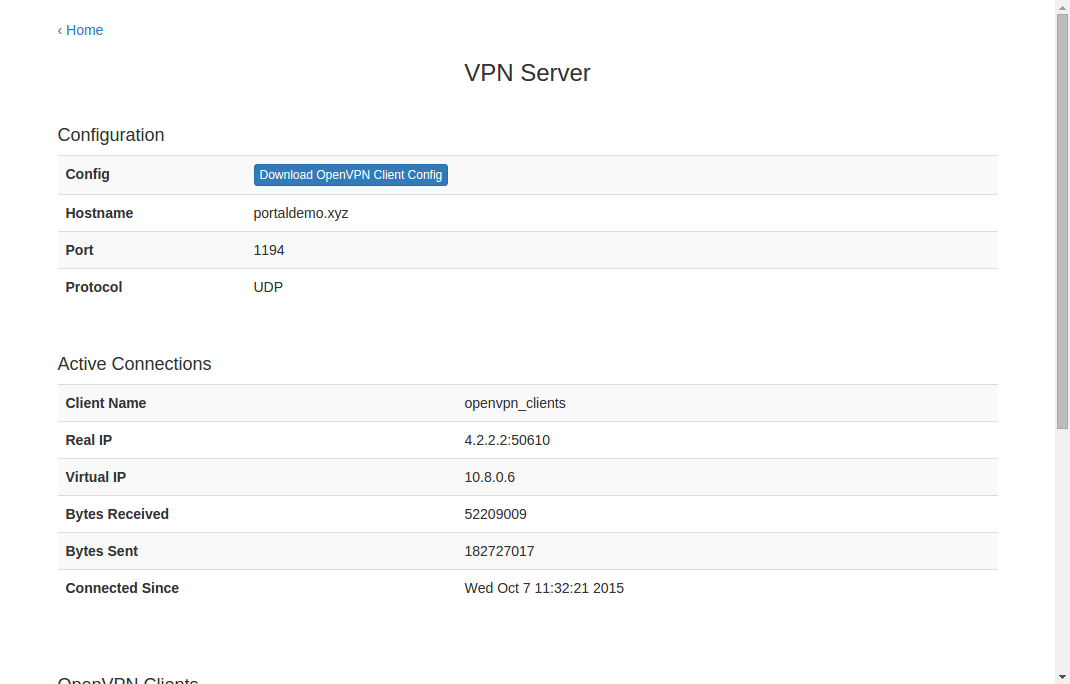 ‹ Home
VPN Server
Configuration
Config Download OpenVPN Client Config
Hostname portaldemo.xyz
Port 1194
Protocol UDP
Active Connections
Client Name openvpn_clients
Real IP 4.2.2.2:50610
Virtual IP 10.8.0.6
Bytes Received 52209009
Bytes Sent 182727017
Connected Since Wed Oct 7 11:32:21 2015
OpenVPN Clients